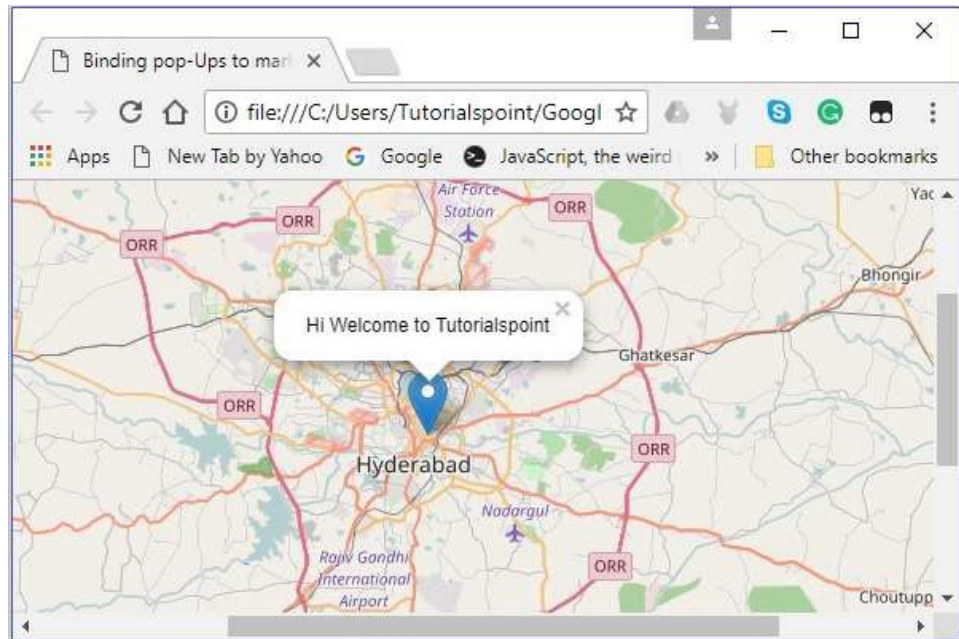 Binding pop-Ups to mar
file:///C:/Users/Tutorialspoint/Googl
Apps New Tab by Yahoo Google JavaScript, the weird » Other bookmarks
Air Force
Station
ORR
ORR
ORR
Yac
Bhongir
Hi Welcome to Tutorialspoint
Ghatkesar
ORR
ORR
Hyderabad
Nadargul
Rajiv Gandhi
International
Airport
ORR
Choutupp